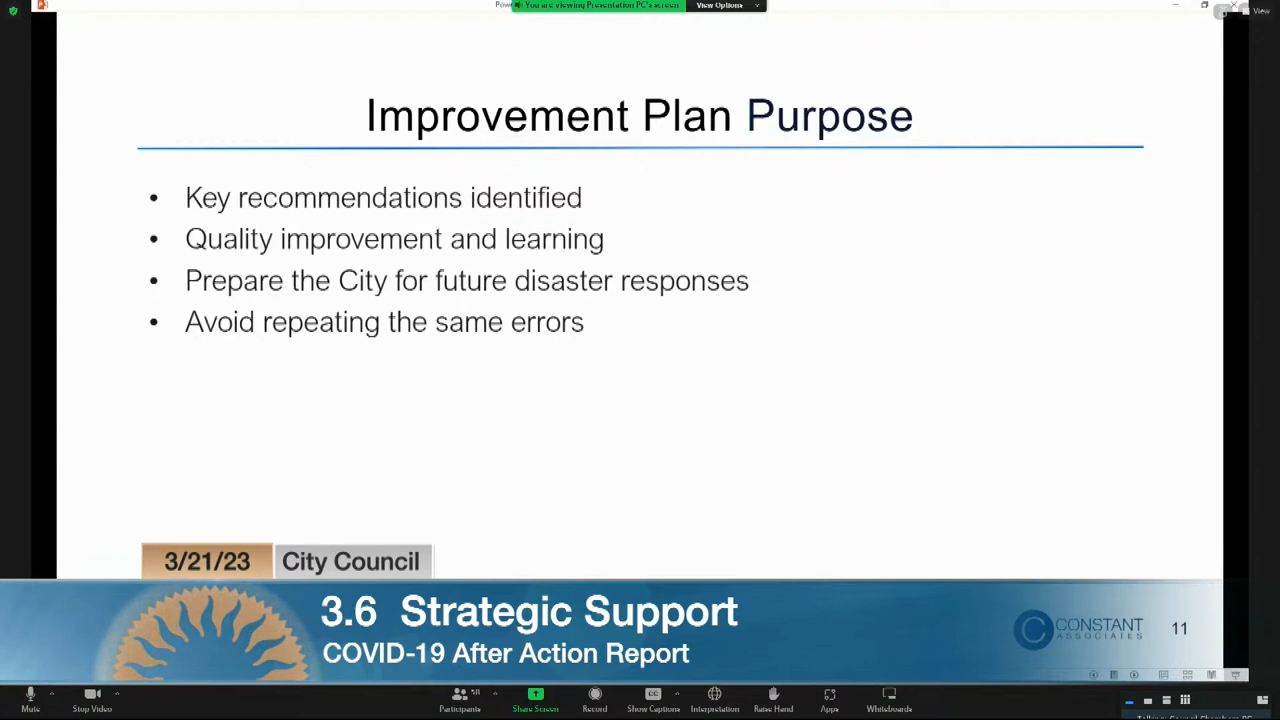 You are viewing Presentation PC's screen
View Options
View
Improvement Plan Purpose
• Key recommendations identified
• Quality improvement and learning
• Prepare the City for future disaster responses
• Avoid repeating the same errors
3/21/23 City Council
3.6 Strategic Support
COVID-19 After Action Report
CONSTANT
ASSOCIATES
11
Mute
Stop Video
Participants
58
Share Screen
Record
CC
Show Captions
Interpretation
Raise Hand
Apps
Whiteboards